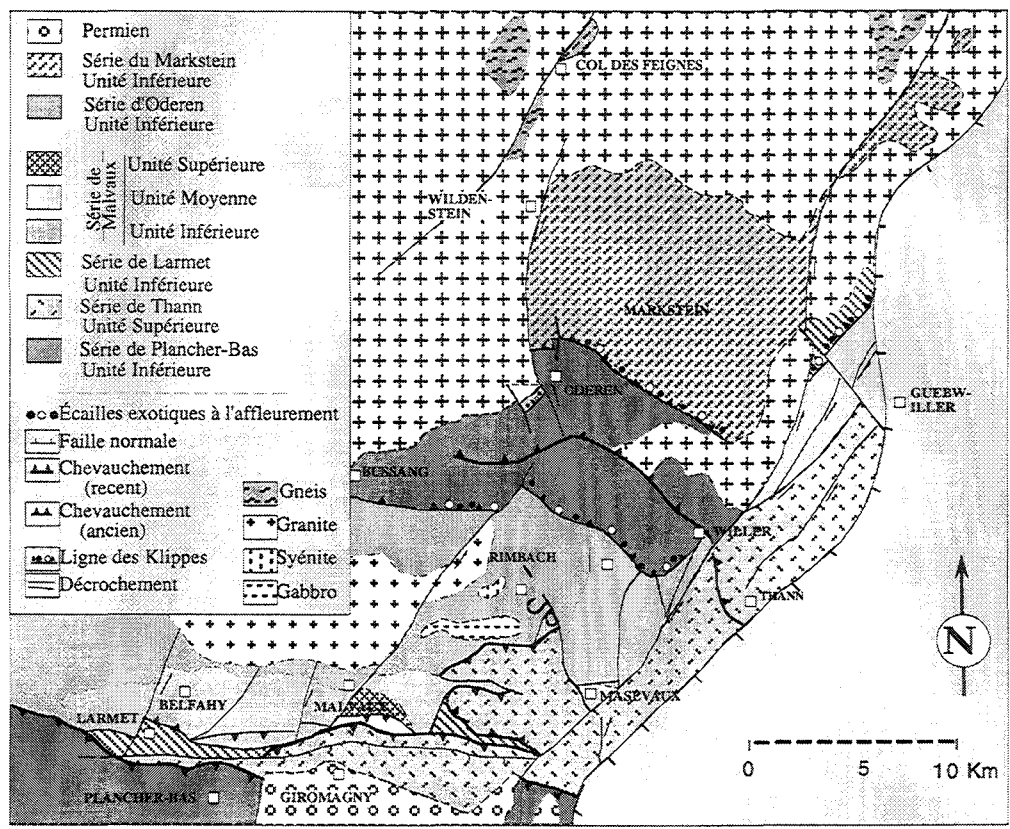 Permien
Série du Markstein
Unité Inférieure
Série d'Oderen
Unité Inférieure
Série de
Malvaux
Unité Supérieure
Unité Moyenne
Unité Inférieure
Série de Larmet
Unité Inférieure
Série de Thann
Unité Supérieure
Série de Plancher-Bas
Unité Inférieure
Écailles exotiques à l'affleurement
Faille normale
Chevauchement
(recent)
Chevauchement
(ancien)
Ligne des Klippes
Décrochement
Gneis
Granite
Syénite
Gabbro
COL DES FEIGNES
WILDEN-
STEIN
MARKSTEIN
ODEREN
GUEBW-
ILLER
BUSSANG
WILLER
RIMBACH
THANN
MASEVAUX
BELFAHY
MALVAUX
LARMET
PLANCHER-BAS
GIROMAGNY
N
0 5 10 Km